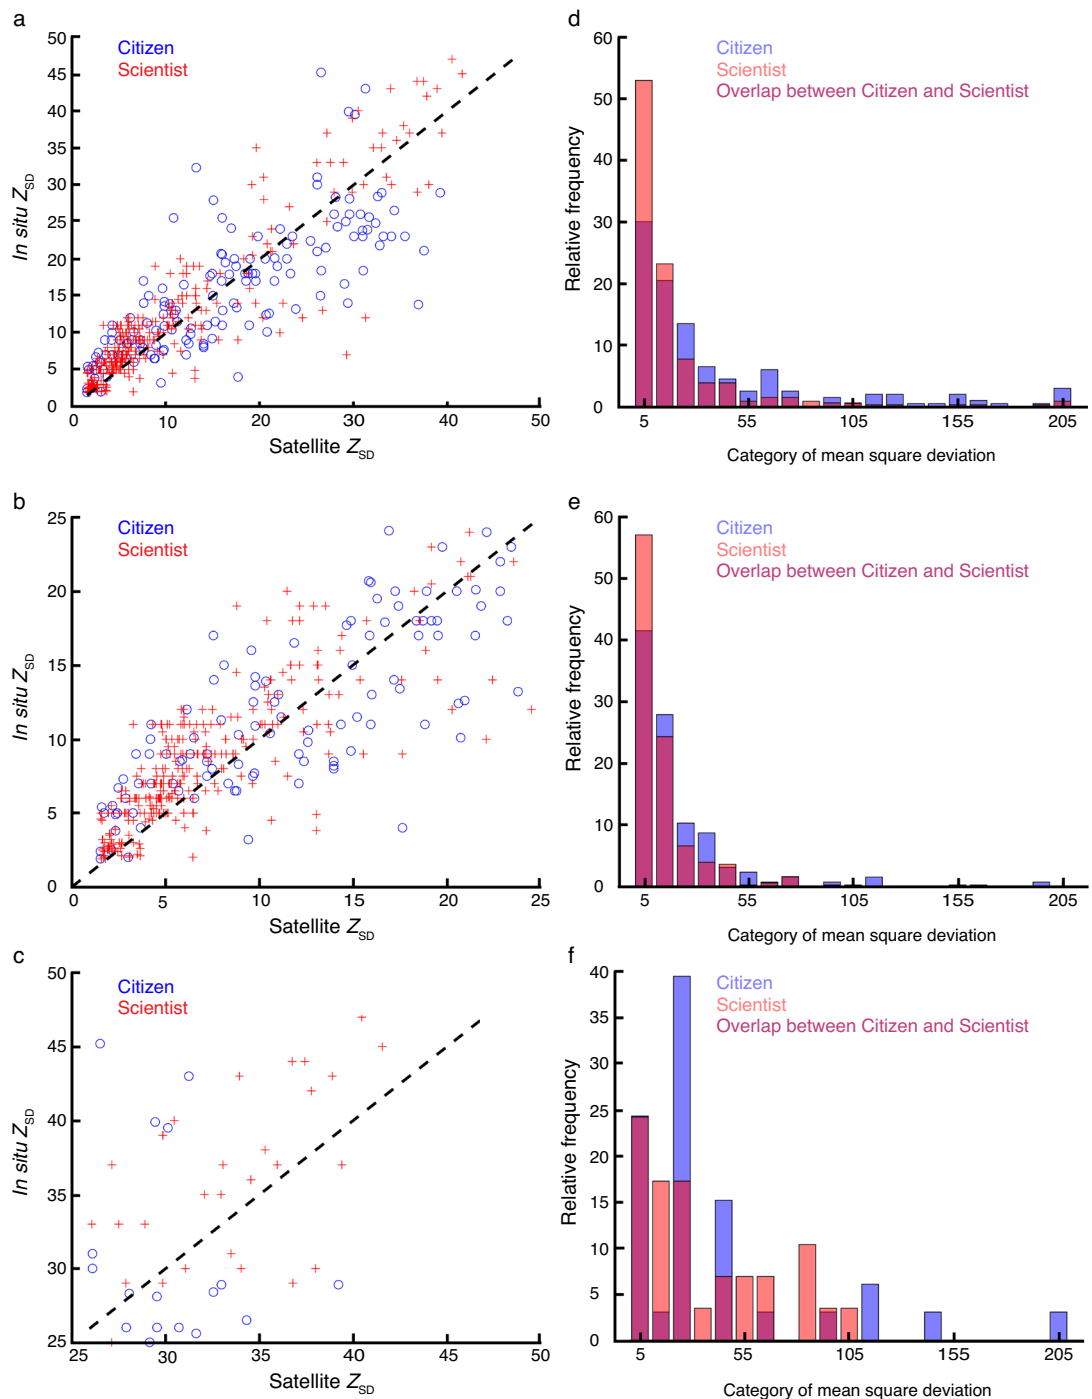 a
50
45
40
35
30
25
20
15
10
5
0
In situ ZSD
Citizen
Scientist
0
10
20
30
40
50
Satellite ZSD
d
60
50
40
30
20
10
0
Relative frequency
Citizen
Scientist
Overlap between Citizen and Scientist
5
55
105
155
205
Category of mean square deviation
b
25
20
15
10
5
0
In situ ZSD
Citizen
Scientist
0
5
10
15
20
25
Satellite ZSD
e
60
50
40
30
20
10
0
Relative frequency
Citizen
Scientist
Overlap between Citizen and Scientist
5
55
105
155
205
Category of mean square deviation
c
50
45
40
35
30
25
In situ ZSD
Citizen
Scientist
25
30
35
40
45
50
Satellite ZSD
f
40
35
30
25
20
15
10
5
0
Relative frequency
Citizen
Scientist
Overlap between Citizen and Scientist
5
55
105
155
205
Category of mean square deviation